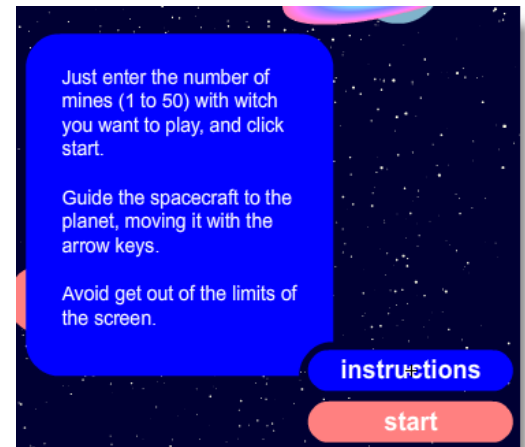 Just enter the number of
mines (1 to 50) with witch
you want to play, and click
start.
Guide the spacecraft to the
planet, moving it with the
arrow keys.
Avoid get out of the limits of
the screen.
instructions
start